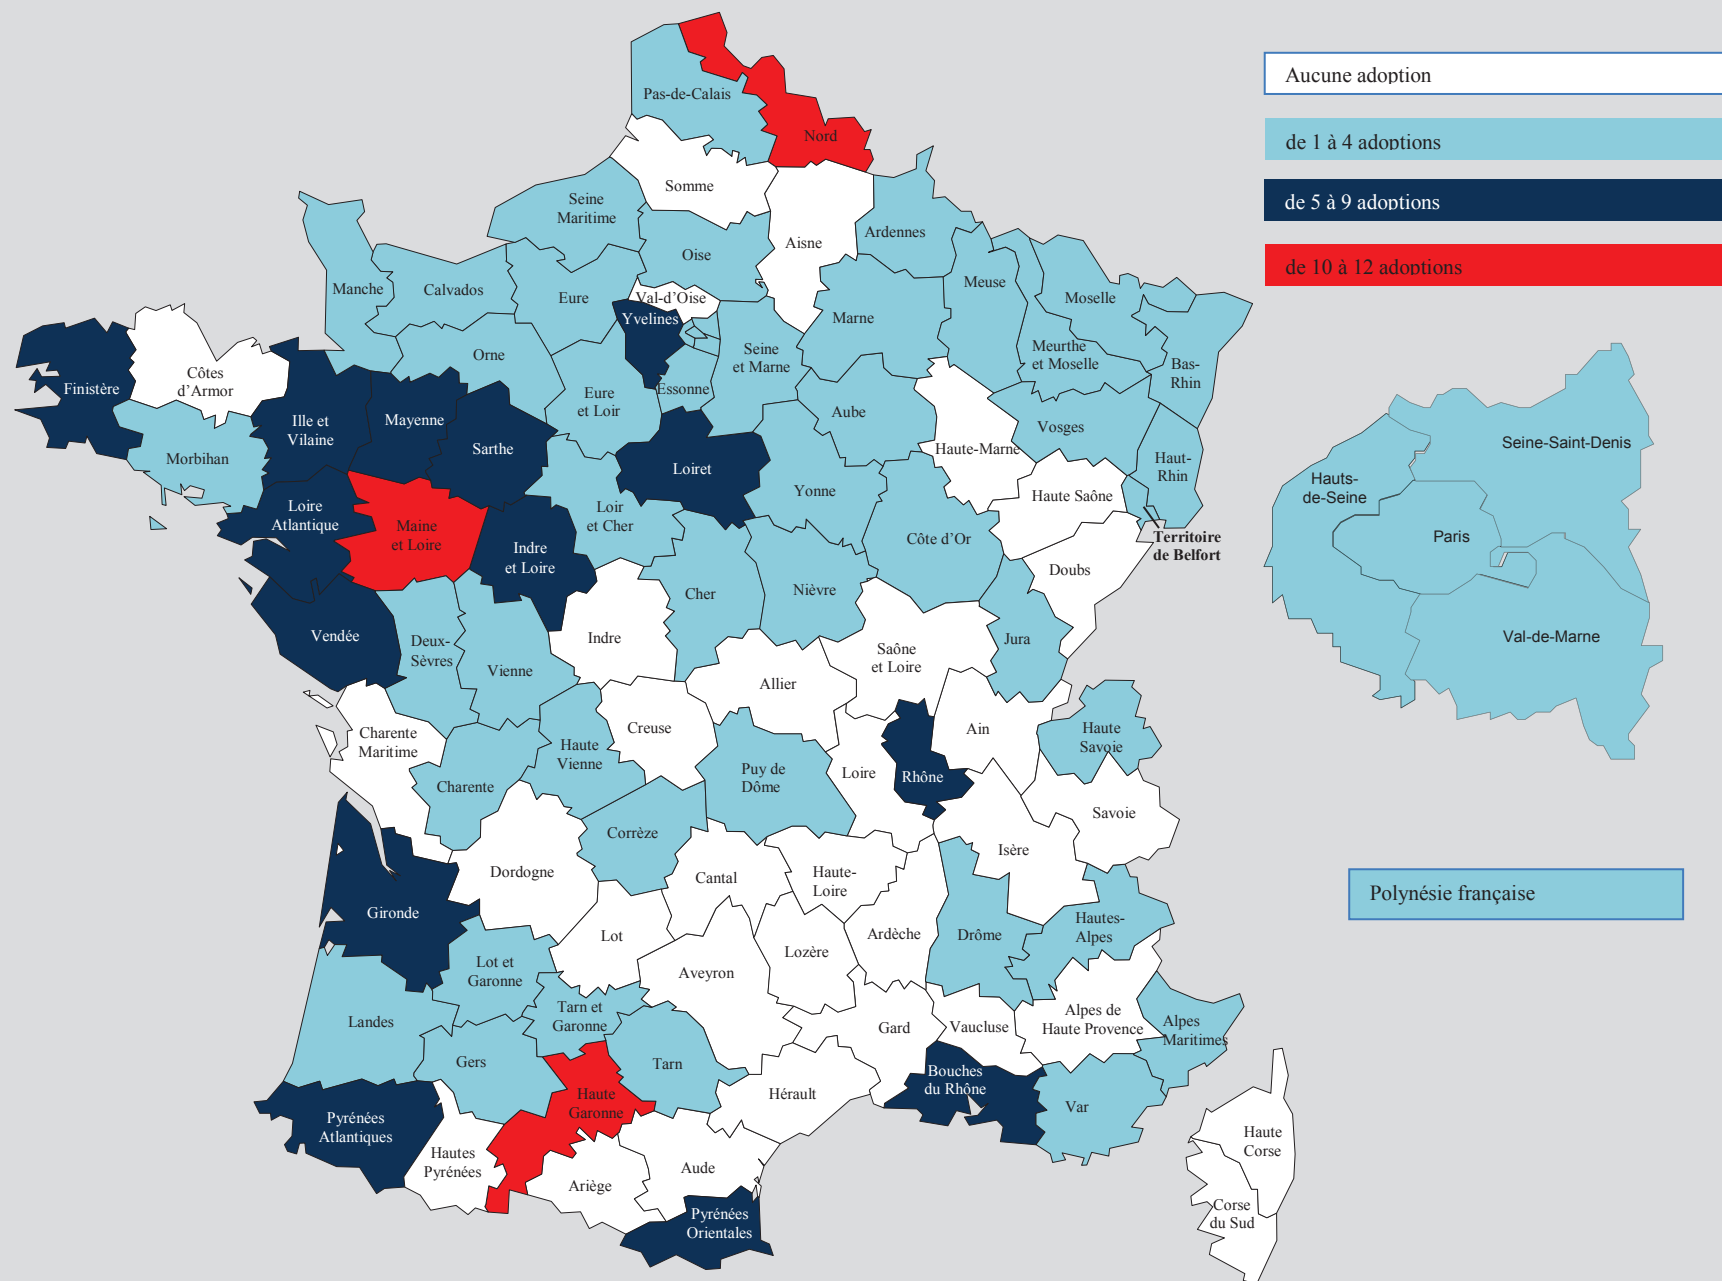 Aucune adoption
de 1 à 4 adoptions
de 5 à 9 adoptions
de 10 à 12 adoptions
Pas-de-Calais
Nord
Somme
Seine
Maritime
Aisne
Ardennes
Oise
Manche
Calvados
Eure
Val-d'Oise
Yvelines
Meuse
Moselle
Marne
Seine
et Marne
Meurthe
et Moselle
Bas-
Rhin
Orne
Essonne
Finistère
Côtes
d'Armor
Eure
et Loir
Aube
Ille et
Vilaine
Mayenne
Vosges
Sarthe
Haute-Marne
Morbihan
Loiret
Haut-
Rhin
Yonne
Haute Saône
Loire
Atlantique
Maine
et Loire
Loir
et Cher
Côte d'Or
Territoire
de Belfort
Indre
et Loire
Doubs
Cher
Nièvre
Vendée
Indre
Jura
Deux-
Sèvres
Vienne
Saône
et Loire
Allier
Charente
Maritime
Creuse
Ain
Haute
Savoie
Haute
Vienne
Loire
Rhône
Puy de
Dôme
Charente
Savoie
Corrèze
Isère
Dordogne
Cantal
Haute-
Loire
Gironde
Hautes-
Alpes
Lot
Ardèche
Drôme
Lozère
Lot et
Garonne
Aveyron
Tarn et
Garonne
Landes
Gard
Vaucluse
Alpes de
Haute Provence
Alpes
Maritimes
Gers
Tarn
Bouches
du Rhône
Haute
Garonne
Hérault
Var
Pyrénées
Atlantiques
Hautes
Pyrénées
Aude
Ariège
Haute
Corse
Pyrénées
Orientales
Corse
du Sud
Seine-Saint-Denis
Hauts-
de-Seine
Paris
Val-de-Marne
Polynésie française